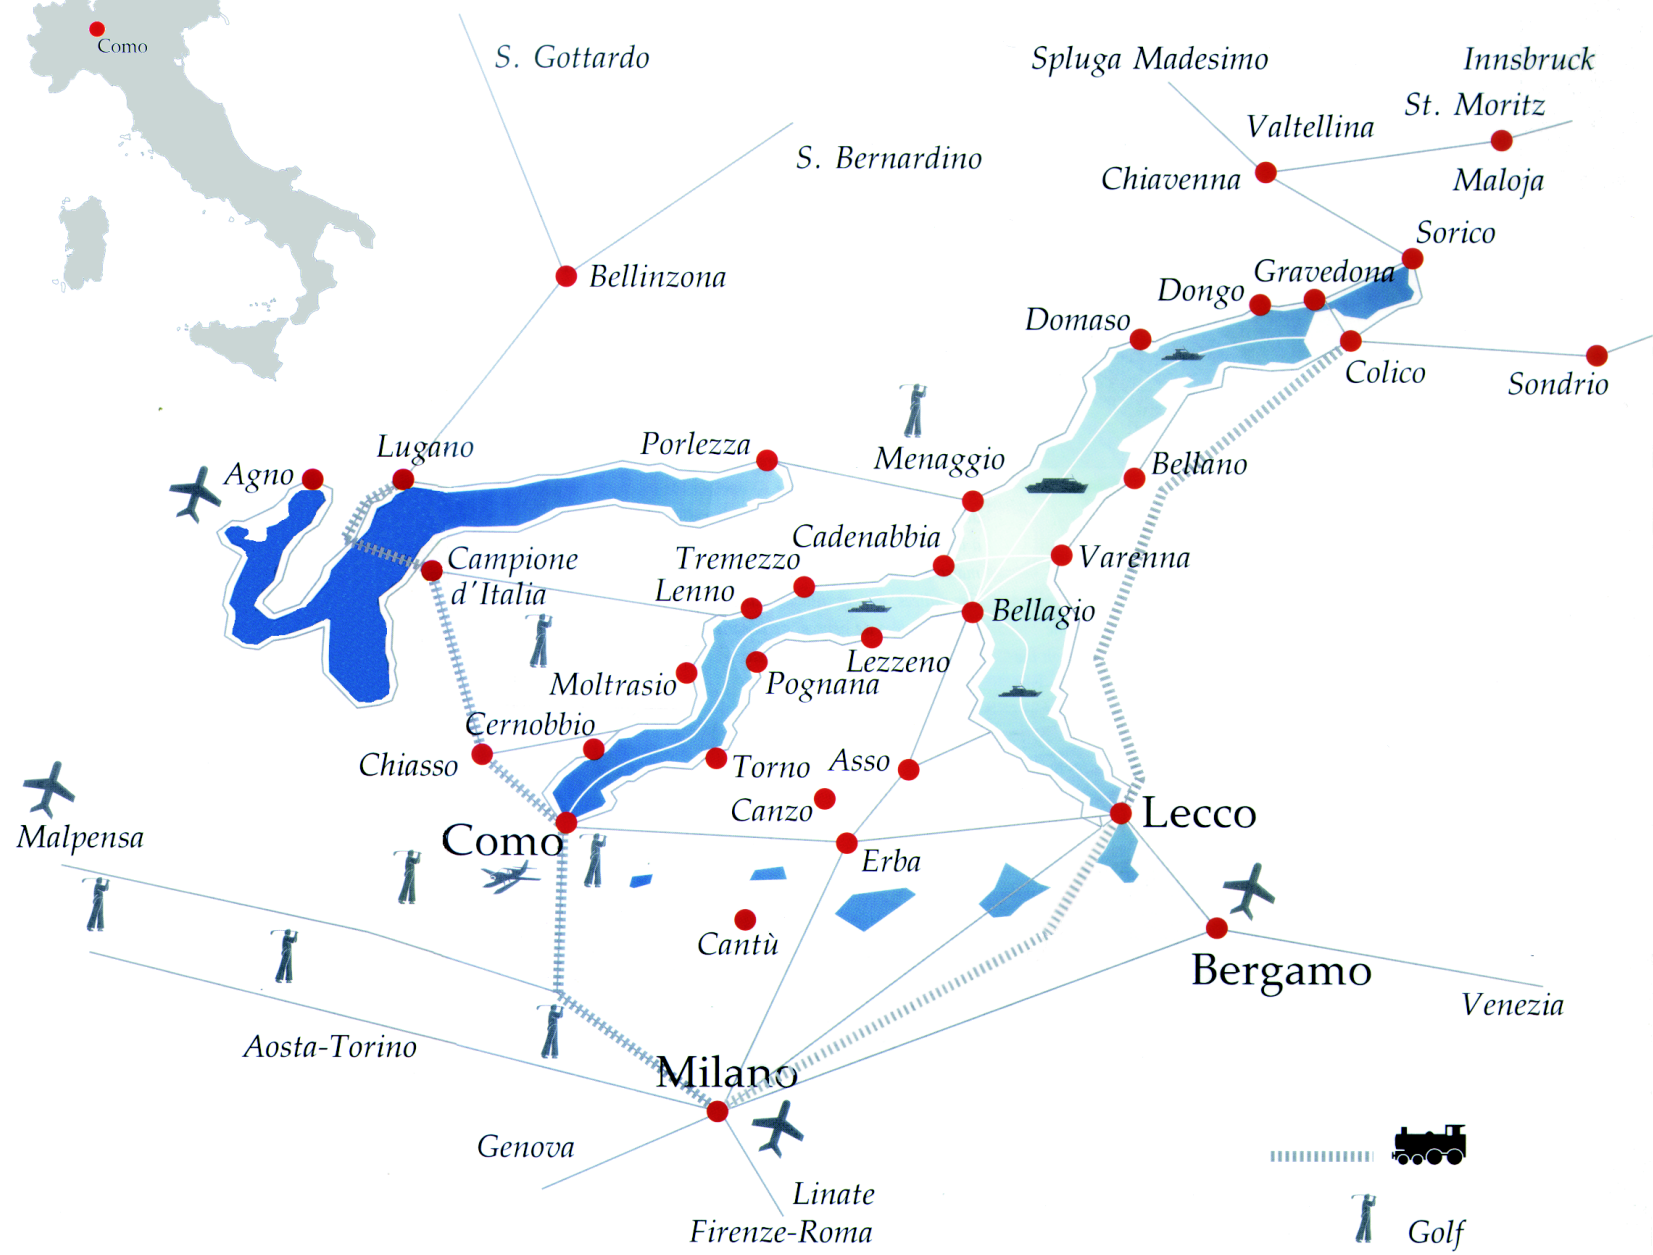 Como
S. Gottardo
Spluga Madesimo
Innsbruck
St. Moritz
Valtellina
S. Bernardino
Chiavenna
Maloja
Sorico
Bellinzona
Gravedona
Dongo
Domaso
Colico
Sondrio
Lugano
Porlezza
Menaggio
Bellano
Agno
Cadenabbia
Campione
d'Italia
Tremezzo
Lenno
Varenna
Bellagio
Lezzeno
Moltrasio
Pognana
Cernobbio
Chiasso
Torno
Asso
Canzo
Como
Lecco
Malpensa
Erba
Cantù
Bergamo
Venezia
Aosta-Torino
Milano
Genova
Linate
Firenze-Roma
Golf